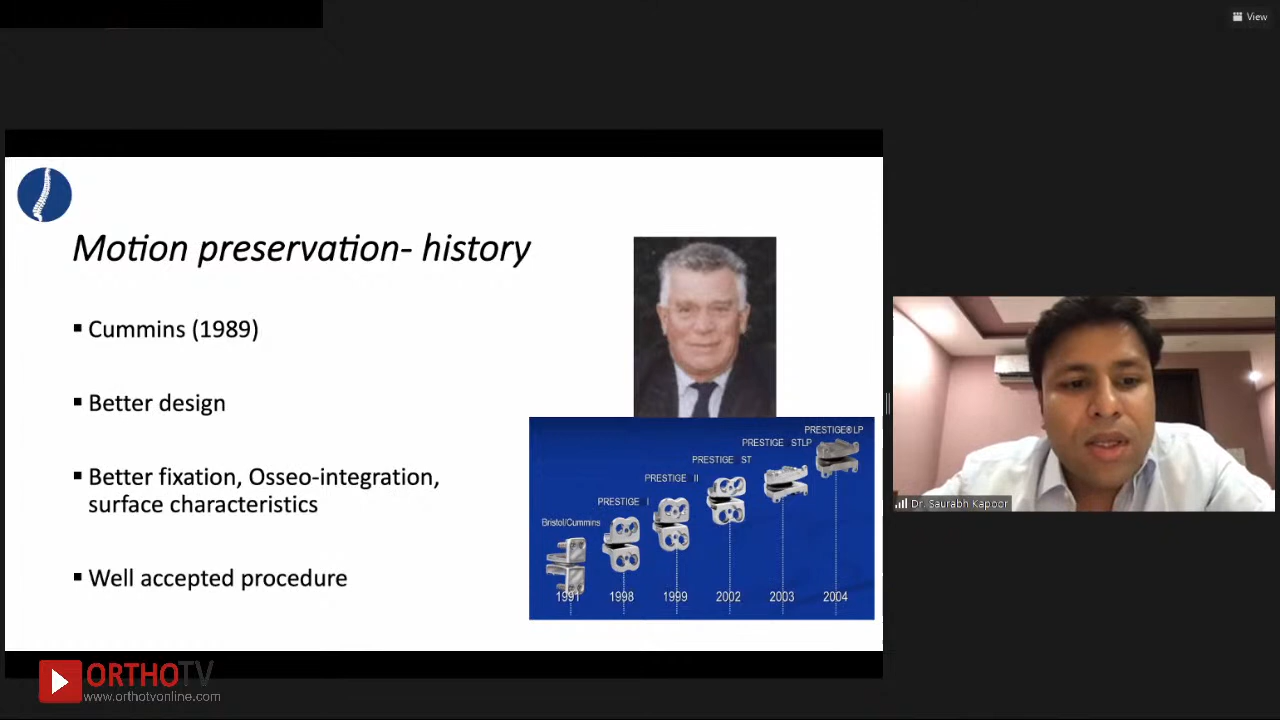 View
Motion preservation- history
▪ Cummins (1989)
▪ Better design
▪ Better fixation, Osseo-integration,
surface characteristics
▪ Well accepted procedure
PRESTIGE®LP
PRESTIGE STLP
PRESTIGE ST
PRESTIGE II
PRESTIGE I
Bristol/Cummins
1991 1998 1999 2002 2003 2004
Dr. Saurabh Kapoor
ORTHOTV
www.orthotvonline.com